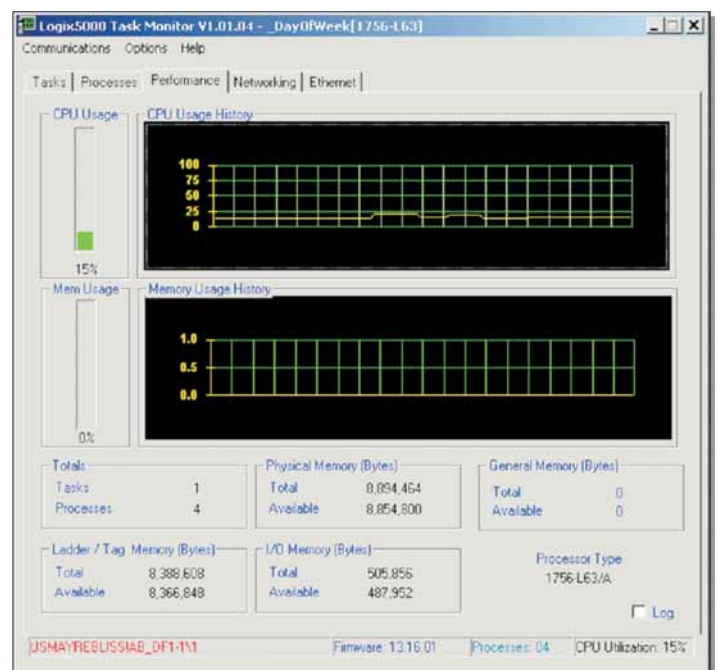 Logix5000 Task Monitor V1.01.04 - _DayOfWeek[1756-L63]
Communications Options Help
Tasks Processes Performance Networking Ethernet
CPU Usage
15%
CPU Usage History
100
75
50
25
0
Mem Usage
0%
Memory Usage History
1.0
0.5
0.0
Totals
Tasks 1
Processes 4
Physical Memory (Bytes)
Total 8,894,464
Available 8,854,800
General Memory (Bytes)
Total 0
Available 0
Ladder / Tag Memory (Bytes)
Total 8,388,608
Available 8,366,848
I/O Memory (Bytes)
Total 505,856
Available 487,952
Processor Type
1756-L63/A
Log
USMAYREBLISS\AB_DF1-1\1 Firmware: 13.16.01 Processes: 04 CPU Utilization: 15%